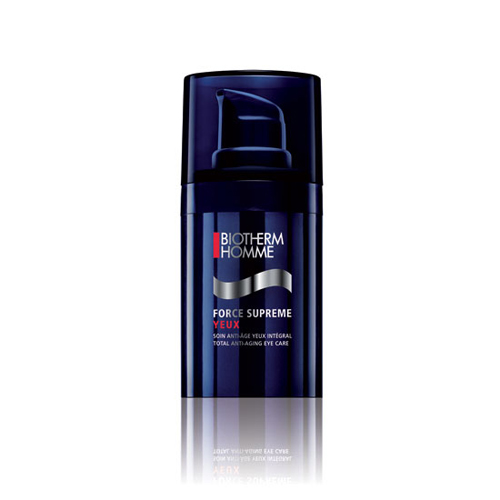 BIOTHERM
HOMME
FORCE SUPREME
YEUX
SOIN ANTI-ÂGE YEUX INTÉGRAL
TOTAL ANTI-AGING EYE CARE